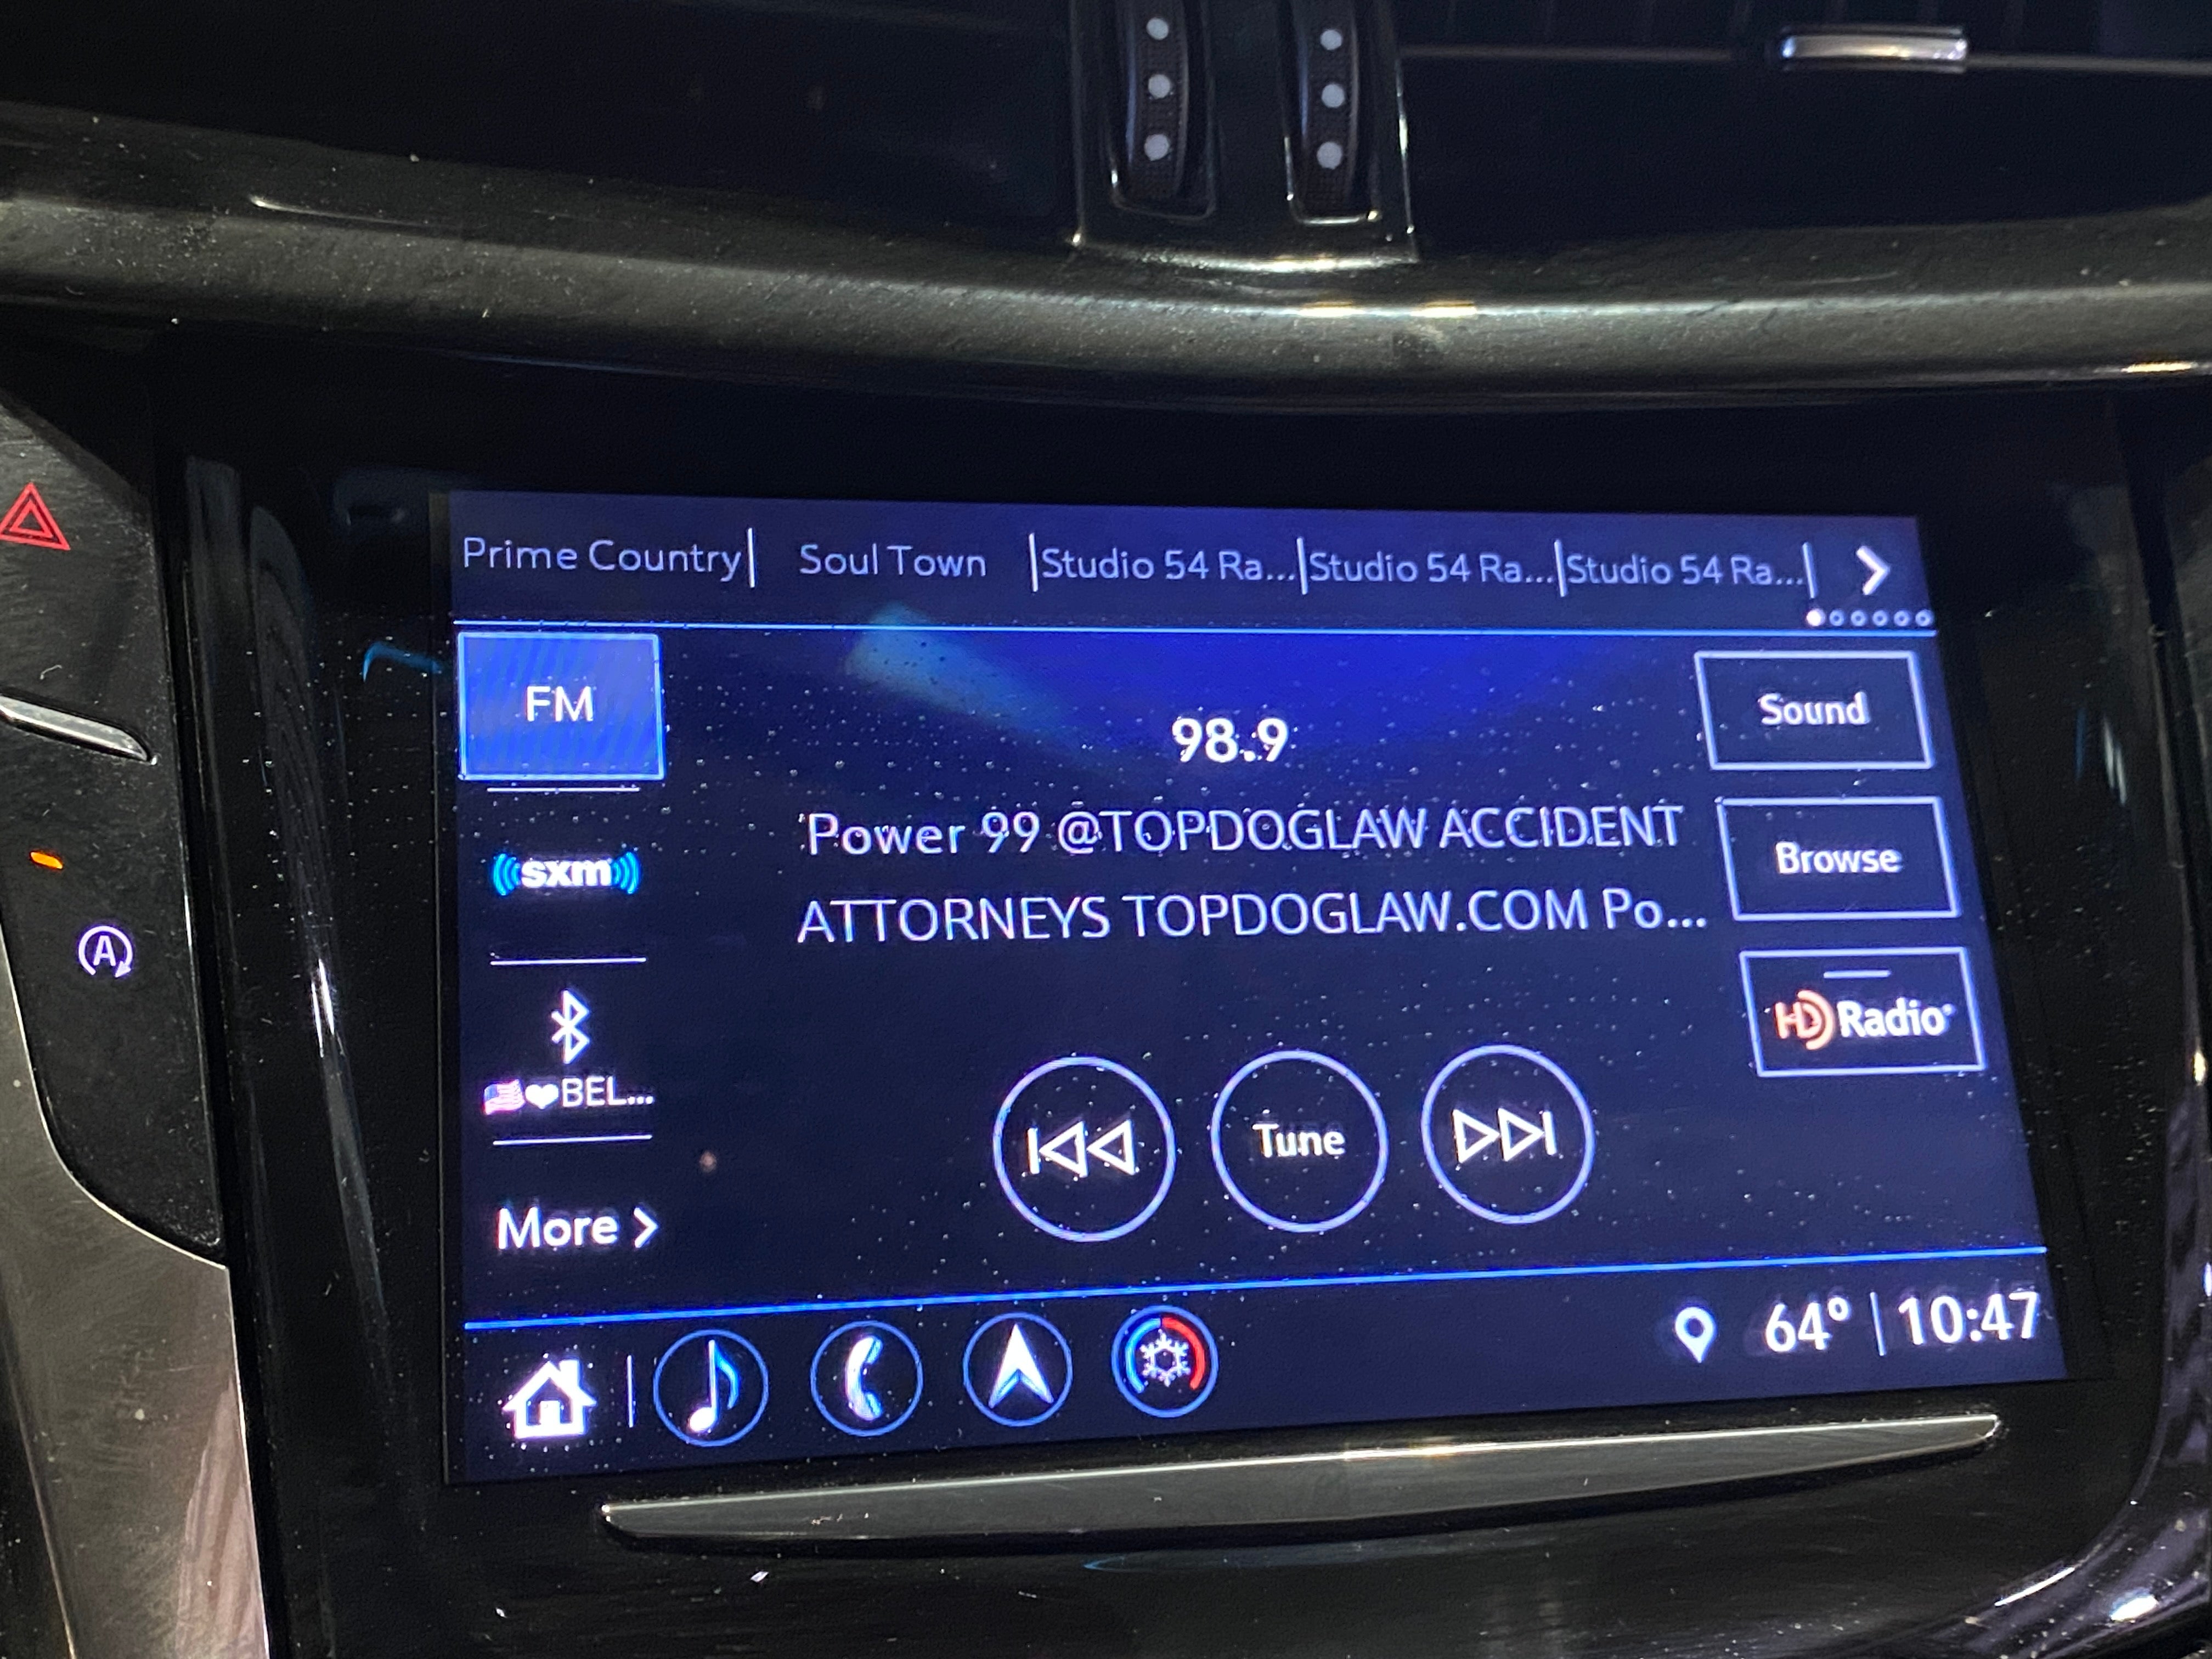 Prime Country
Soul Town
Studio 54 Ra...
Studio 54 Ra...
Studio 54 Ra...
FM
98.9
Sound
Power 99 @TOPDOGLAW ACCIDENT
ATTORNEYS TOPDOGLAW.COM Po...
sxm
Browse
HD Radio
BEL...
Tune
More >
64° | 10:47
A